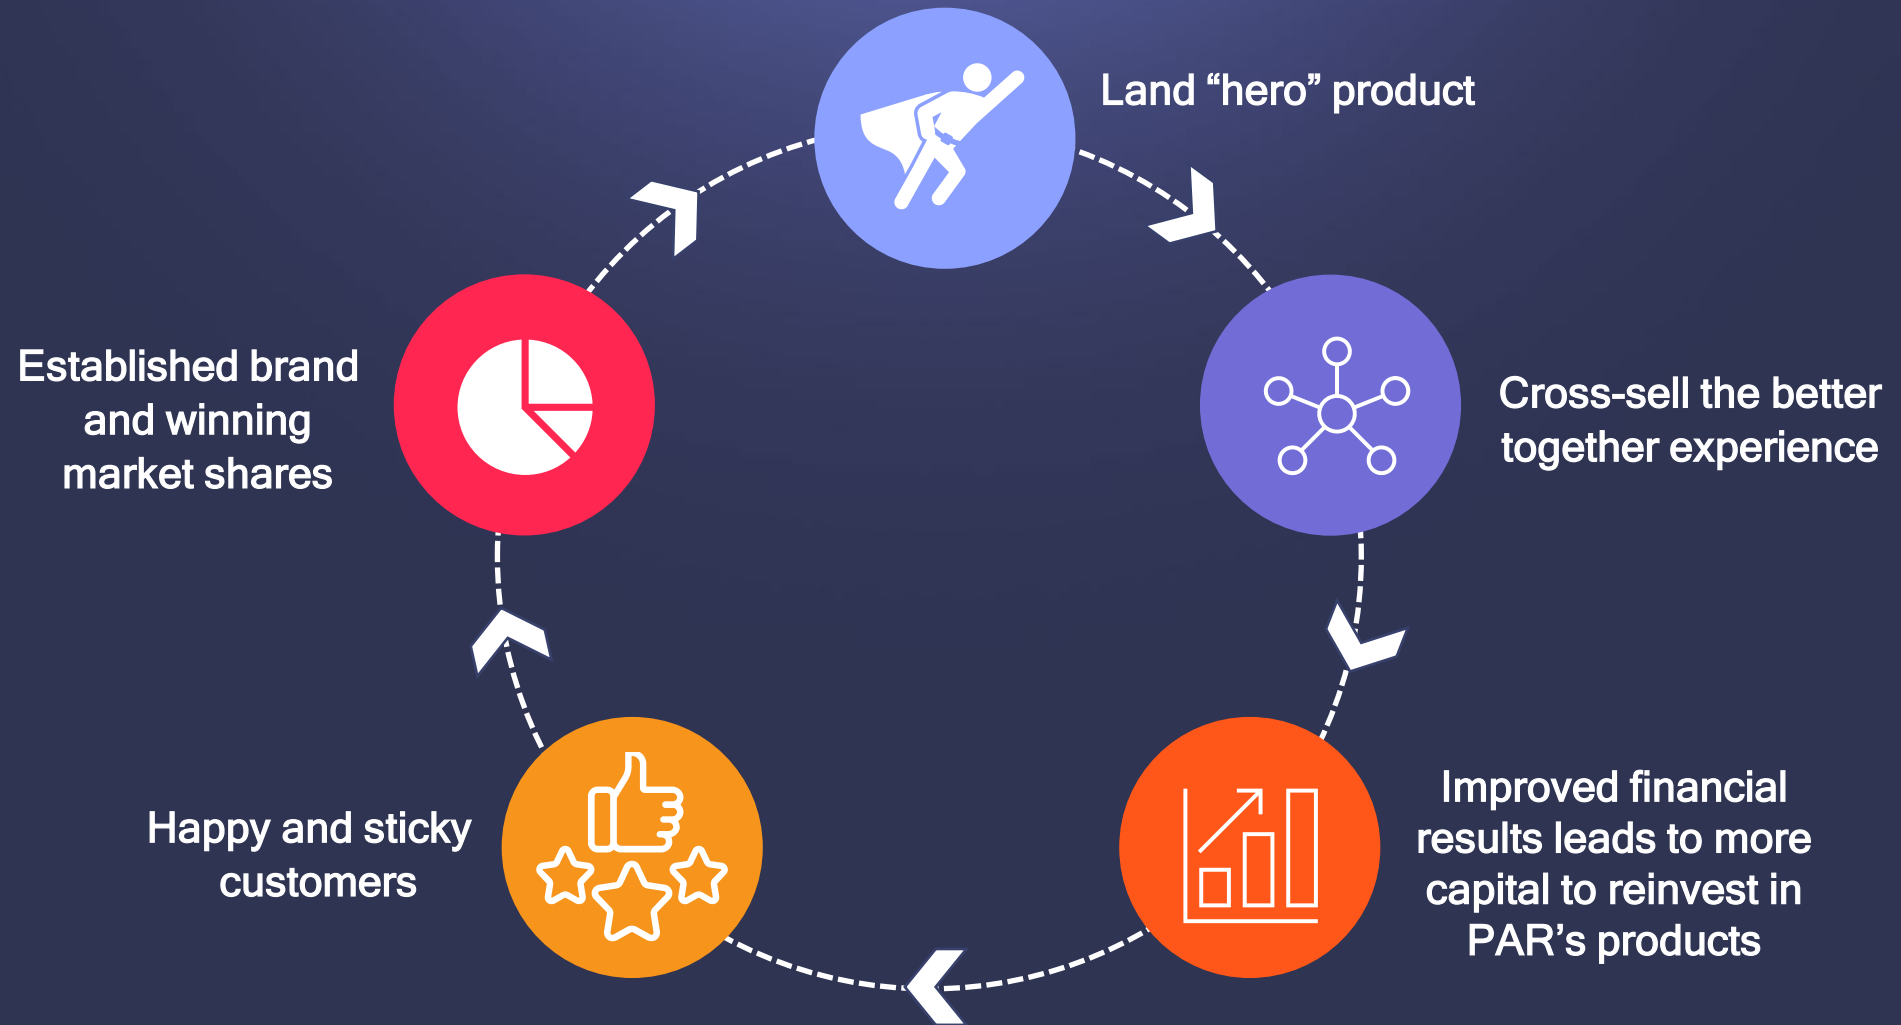 Land “hero” product
Cross-sell the better
together experience
Improved financial
results leads to more
capital to reinvest in
PAR’s products
Happy and sticky
customers
Established brand
and winning
market shares